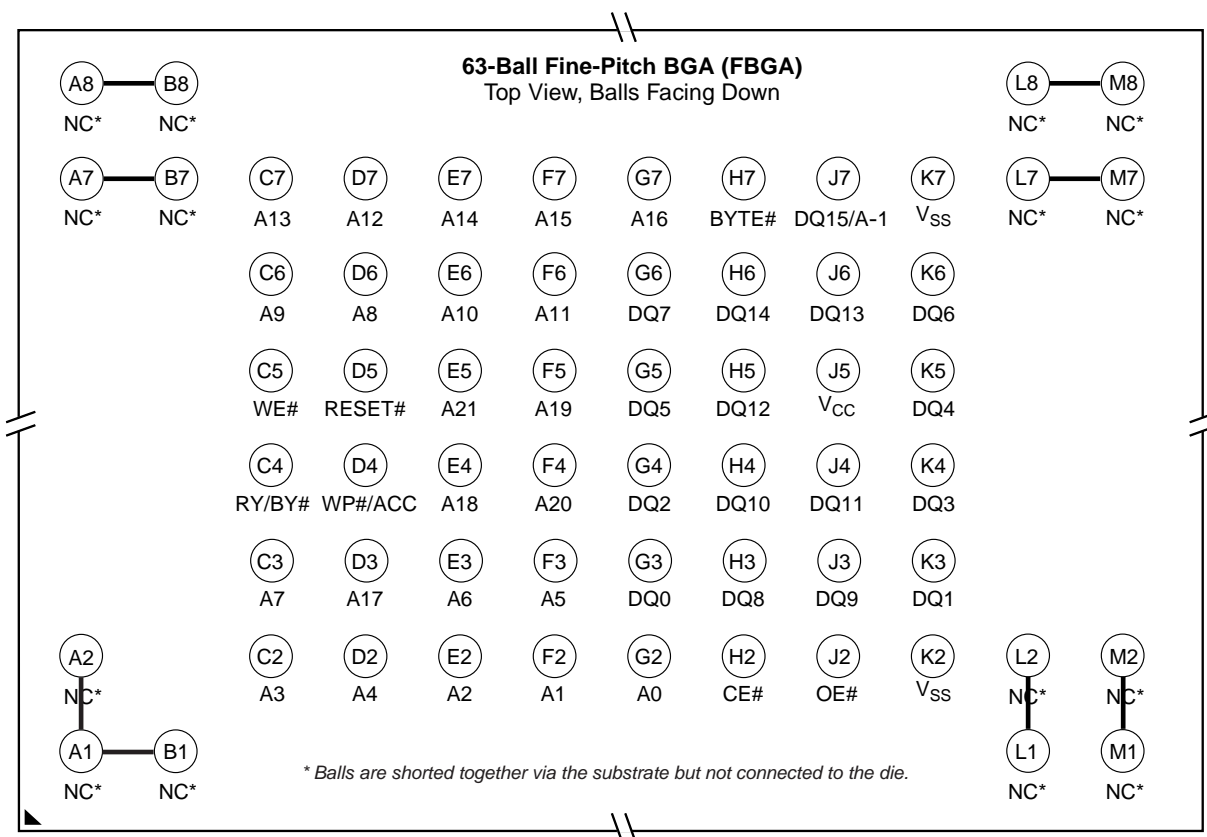 63-Ball Fine-Pitch BGA (FBGA)
Top View, Balls Facing Down
A8 B8 L8 M8
NC* NC* NC* NC*
A7 B7 C7 D7 E7 F7 G7 H7 J7 K7 L7 M7
NC* NC* A13 A12 A14 A15 A16 BYTE# DQ15/A-1 VSS NC* NC*
C6 D6 E6 F6 G6 H6 J6 K6
A9 A8 A10 A11 DQ7 DQ14 DQ13 DQ6
C5 D5 E5 F5 G5 H5 J5 K5
WE# RESET# A21 A19 DQ5 DQ12 VCC DQ4
C4 D4 E4 F4 G4 H4 J4 K4
RY/BY# WP#/ACC A18 A20 DQ2 DQ10 DQ11 DQ3
C3 D3 E3 F3 G3 H3 J3 K3
A7 A17 A6 A5 DQ0 DQ8 DQ9 DQ1
A2 C2 D2 E2 F2 G2 H2 J2 K2 L2 M2
NC* A3 A4 A2 A1 A0 CE# OE# VSS NC* NC*
A1 B1 L1 M1
NC* NC* NC* NC*
* Balls are shorted together via the substrate but not connected to the die.